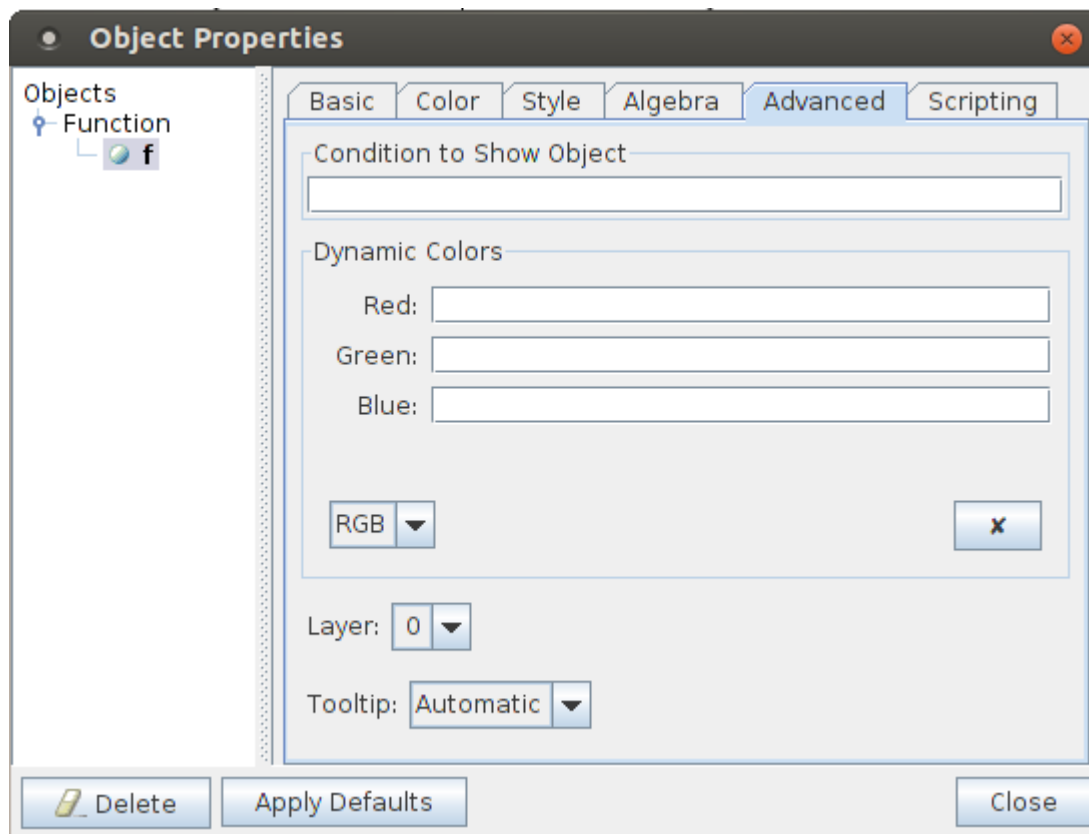 Object Properties
Objects
Function
f
Basic Color Style Algebra Advanced Scripting
Condition to Show Object
Dynamic Colors
Red:
Green:
Blue:
RGB
Layer: 0
Tooltip: Automatic
Delete Apply Defaults Close